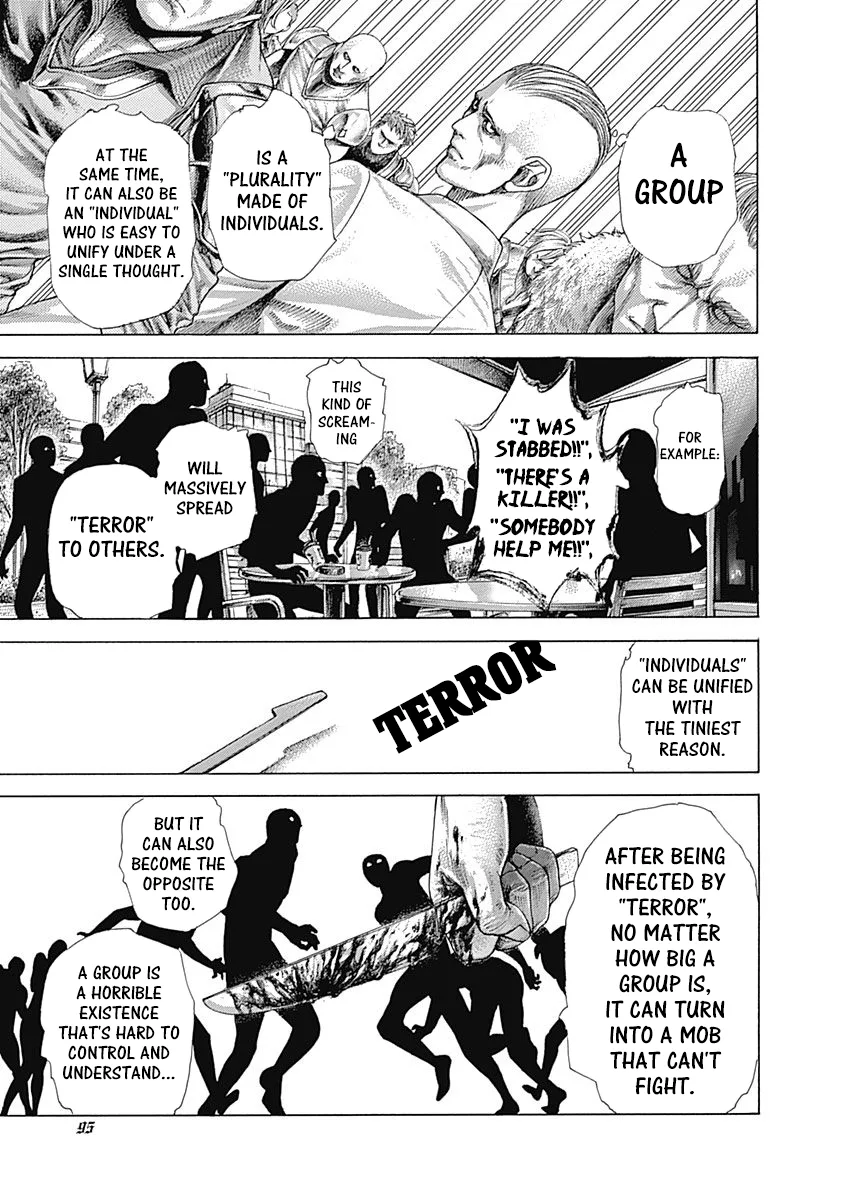 A
GROUP
IS A
"PLURALITY"
MADE OF
INDIVIDUALS.
AT THE
SAME TIME,
IT CAN ALSO BE
AN "INDIVIDUAL"
WHO IS EASY TO
UNIFY UNDER A
SINGLE THOUGHT.
FOR
EXAMPLE:
"I WAS
STABBED!!",
"THERE'S A
KILLER!!",
"SOMEBODY
HELP ME!!",
THIS
KIND OF
SCREAM-
ING
WILL
MASSIVELY
SPREAD
"TERROR"
TO OTHERS.
"INDIVIDUALS"
CAN BE UNIFIED
WITH
THE TINIEST
REASON.
TERROR
AFTER BEING
INFECTED BY
"TERROR",
NO MATTER
HOW BIG A
GROUP IS,
IT CAN TURN
INTO A MOB
THAT CAN'T
FIGHT.
BUT IT
CAN ALSO
BECOME THE
OPPOSITE
TOO.
A GROUP IS
A HORRIBLE
EXISTENCE
THAT'S HARD TO
CONTROL AND
UNDERSTAND...
95